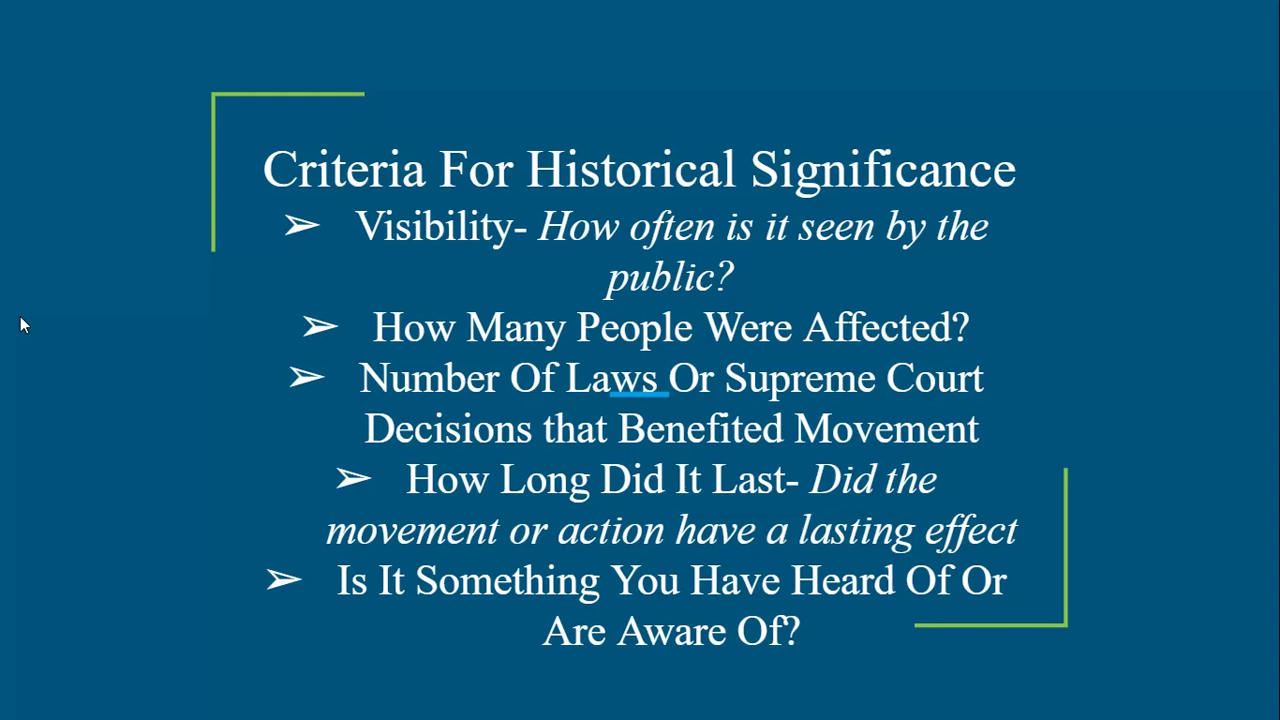 Criteria For Historical Significance
➢ Visibility- How often is it seen by the
public?
➢ How Many People Were Affected?
➢ Number Of Laws Or Supreme Court
Decisions that Benefited Movement
➢ How Long Did It Last- Did the
movement or action have a lasting effect
➢ Is It Something You Have Heard Of Or
Are Aware Of?